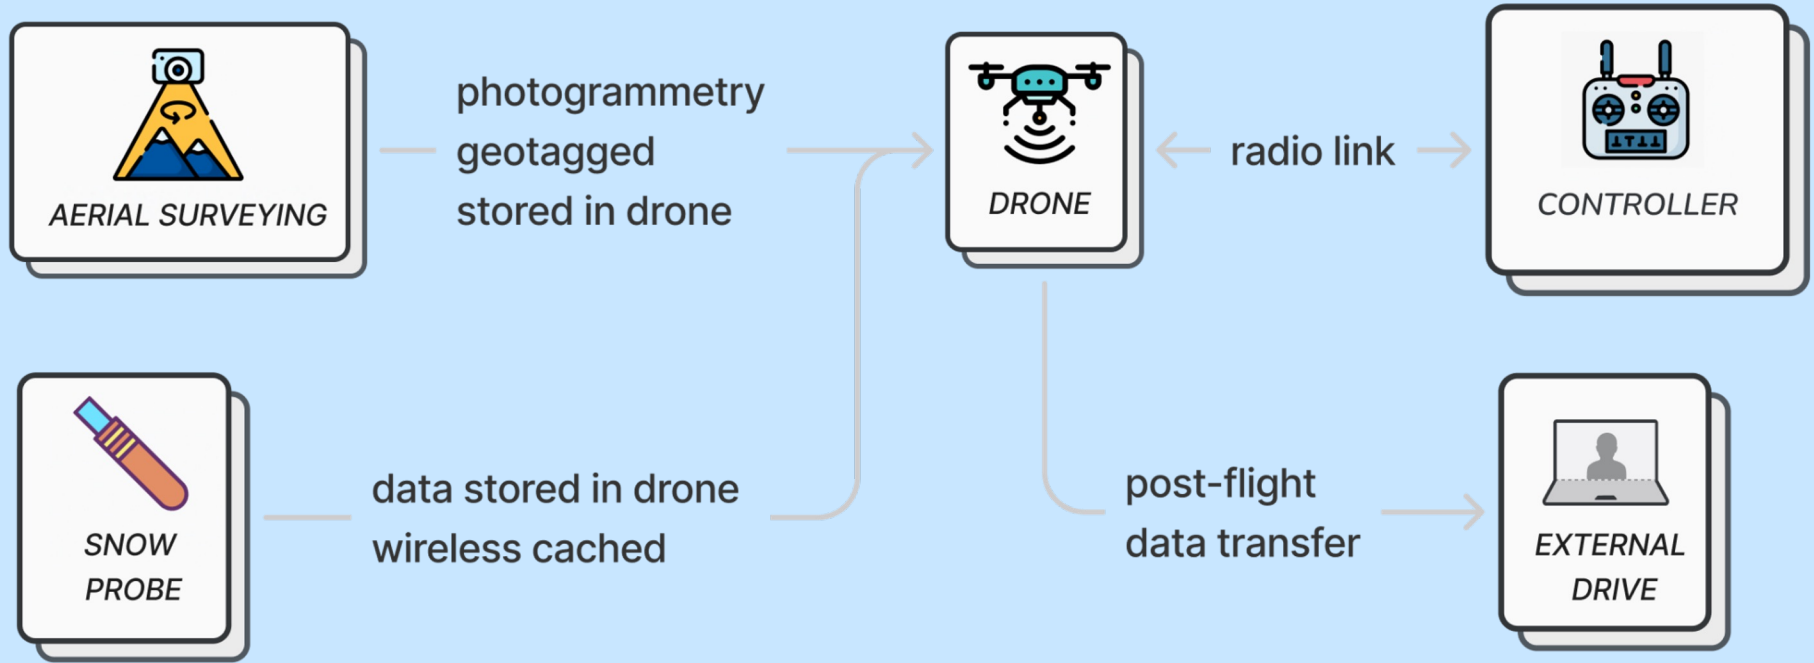 AERIAL SURVEYING
photogrammetry
geotagged
stored in drone
DRONE
radio link
CONTROLLER
SNOW
PROBE
data stored in drone
wireless cached
post-flight
data transfer
EXTERNAL
DRIVE